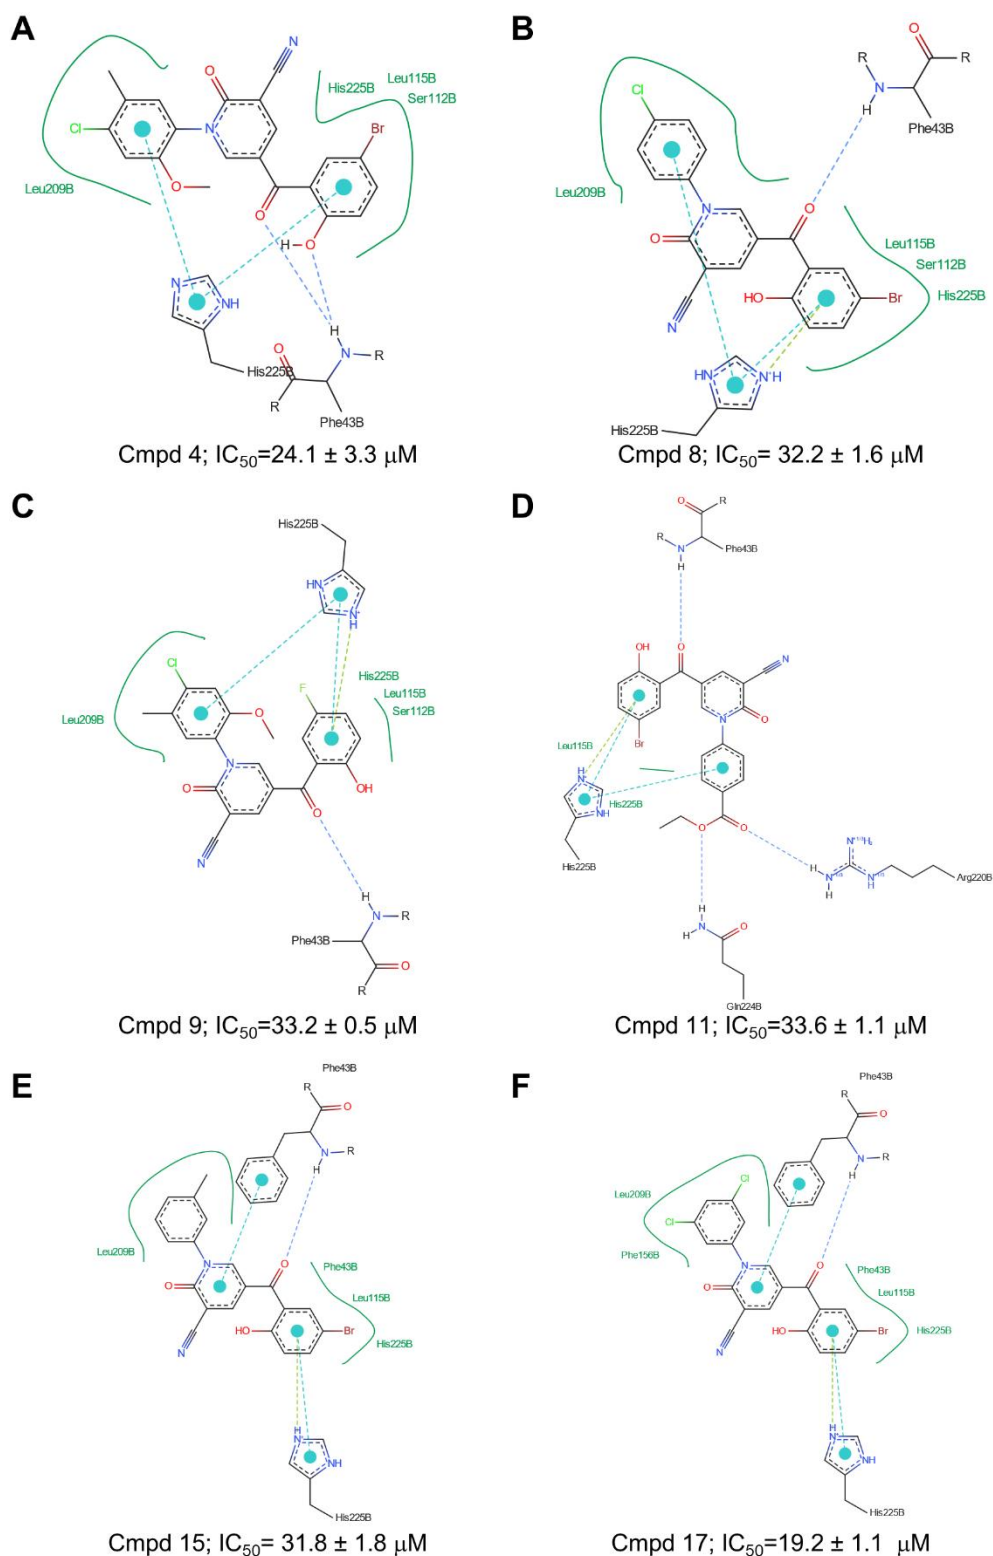 A
N
O
Leu115B
His225B
Ser112B
Cl
N
Br
O
O
Leu209B
H
O
N
NH
H
O
N
R
His225B
R
Phe43B
Cmpd 4; IC50=24.1 ± 3.3 μM
B
O
R
N
R
Cl
H
Phe43B
Leu209B
N
O
O
Leu115B
Ser112B
HO
Br
His225B
N
HN
N+
H
His225B
Cmpd 8; IC50= 32.2 ± 1.6 μM
C
His225B
HN
N+
H
Cl
F
His225B
Leu115B
Leu209B
O
Ser112B
N
OH
O
O
N
H
N
R
Phe43B
O
R
Cmpd 9; IC50=33.2 ± 0.5 μM
D
O
R
R
N
Phe43B
H
OH
O
N
O
N
Br
Leu115B
H
N+
NH
His225B
His225B
O
O
H
N
H
N
H
Arg220B
H
H
N
O
Gln224B
Cmpd 11; IC50=33.6 ± 1.1 μM
E
Phe43B
R
O
N
R
H
Leu209B
N
O
O
Phe43B
Leu115B
HO
Br
His225B
N
H
N+
NH
His225B
Cmpd 15; IC50= 31.8 ± 1.8 μM
F
Phe43B
R
O
N
R
H
Cl
Leu209B
Cl
Phe156B
N
O
O
Phe43B
Leu115B
HO
Br
His225B
N
H
N+
NH
His225B
Cmpd 17; IC50=19.2 ± 1.1 μM